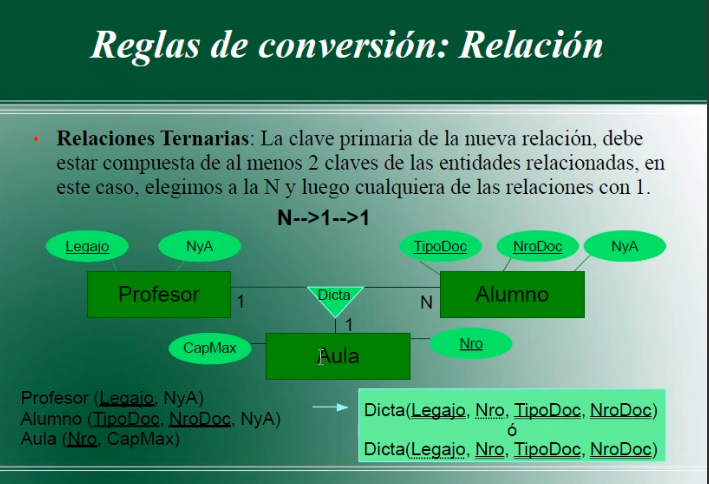 Reglas de conversión: Relación
• Relaciones Ternarias: La clave primaria de la nueva relación, debe
estar compuesta de al menos 2 claves de las entidades relacionadas, en
este caso, elegimos a la N y luego cualquiera de las relaciones con 1.
N-->1-->1
Legajo NyA TipoDoc NroDoc NyA
Profesor 1 Dicta N Alumno
1
CapMax Aula Nro
Profesor (Legajo, NyA)
Alumno (TipoDoc, NroDoc, NyA)
Aula (Nro, CapMax)
Dicta(Legajo, Nro, TipoDoc, NroDoc)
ó
Dicta(Legajo, Nro, TipoDoc, NroDoc)